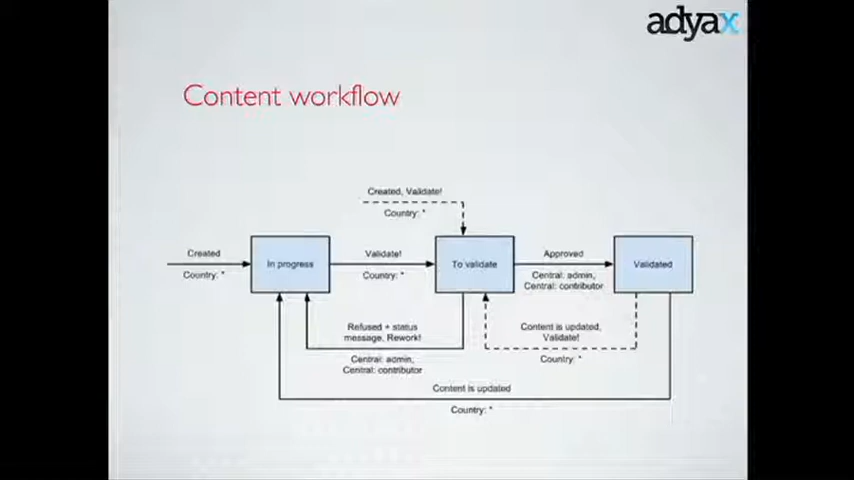 adyax
Content workflow
Created, Validate!
Country: *
Created
Country: *
In progress
Validate!
Country: *
To validate
Approved
Central: admin,
Central: contributor
Validated
Refused + status
message, Rework!
Central: admin,
Central: contributor
Content is updated,
Validate!
Country: *
Content is updated
Country: *